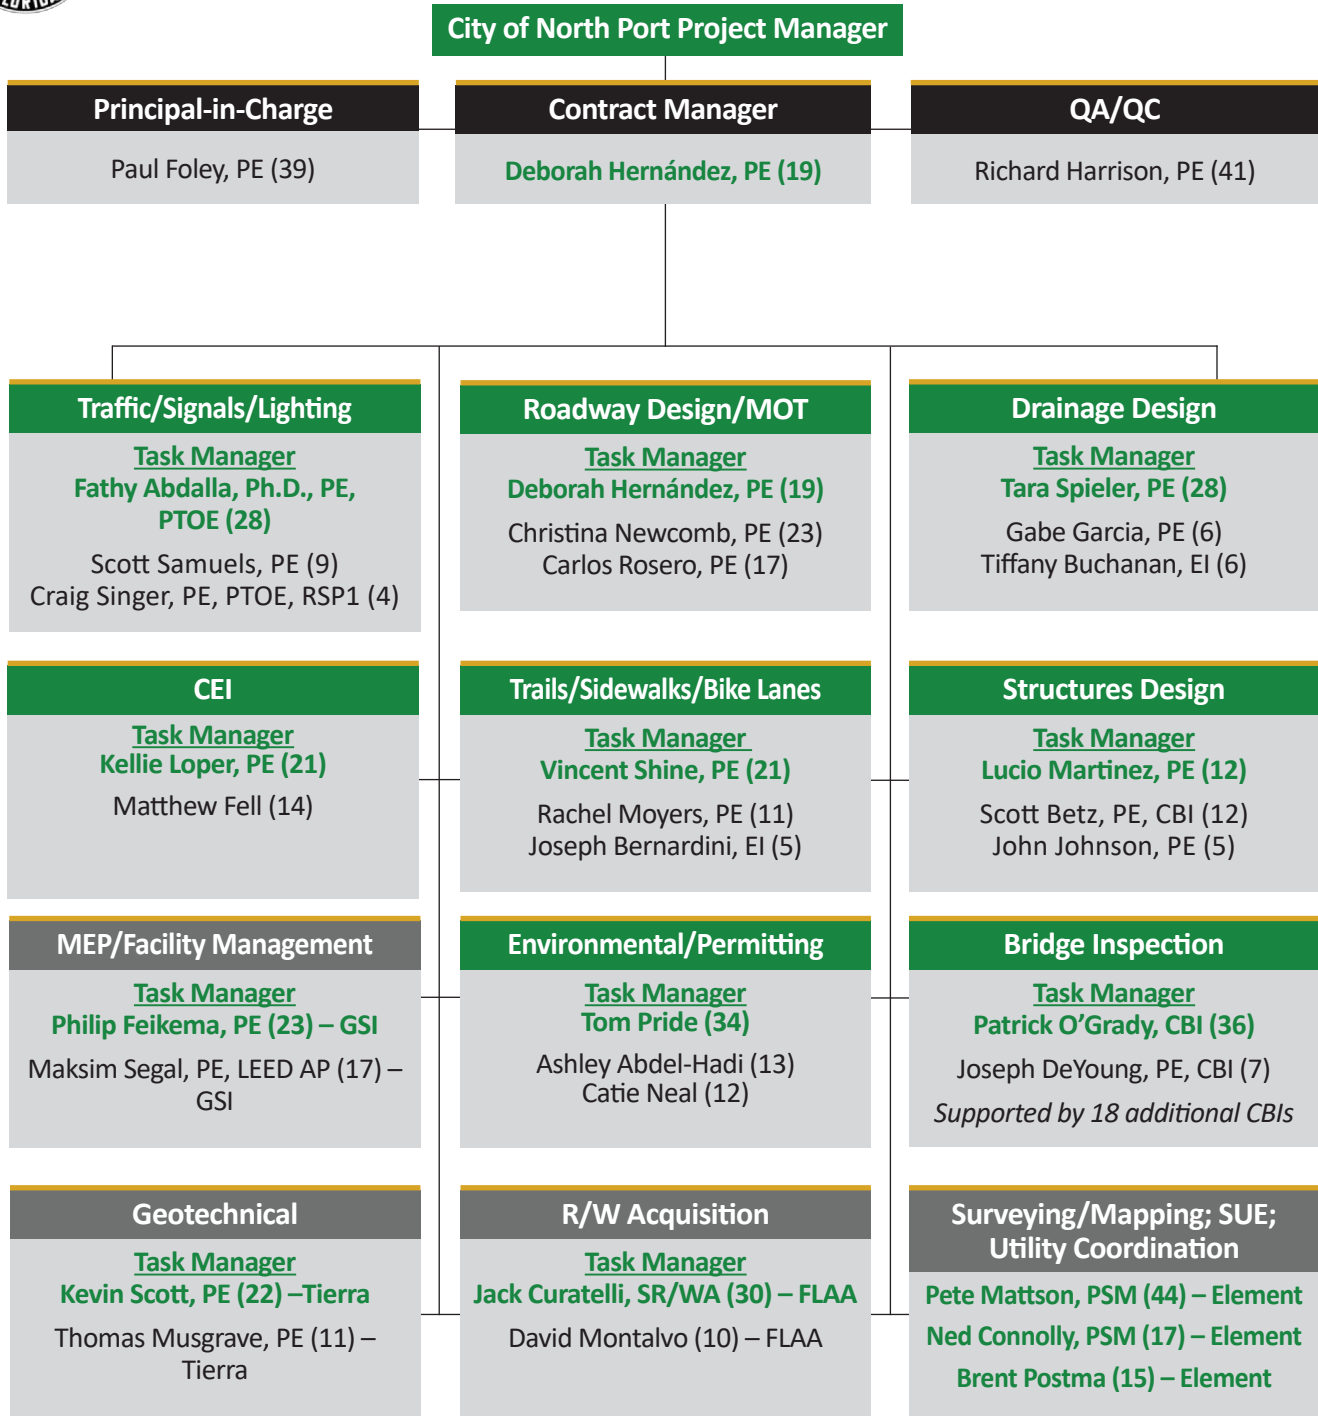 City of North Port Project Manager
Principal-in-Charge
Paul Foley, PE (39)
Contract Manager
Deborah Hernández, PE (19)
QA/QC
Richard Harrison, PE (41)
Traffic/Signals/Lighting
Task Manager
Fathy Abdalla, Ph.D., PE,
PTOE (28)
Scott Samuels, PE (9)
Craig Singer, PE, PTOE, RSP1 (4)
Roadway Design/MOT
Task Manager
Deborah Hernández, PE (19)
Christina Newcomb, PE (23)
Carlos Rosero, PE (17)
Drainage Design
Task Manager
Tara Spieler, PE (28)
Gabe Garcia, PE (6)
Tiffany Buchanan, EI (6)
CEI
Task Manager
Kellie Loper, PE (21)
Matthew Fell (14)
Trails/Sidewalks/Bike Lanes
Task Manager
Vincent Shine, PE (21)
Rachel Moyers, PE (11)
Joseph Bernardini, EI (5)
Structures Design
Task Manager
Lucio Martinez, PE (12)
Scott Betz, PE, CBI (12)
John Johnson, PE (5)
MEP/Facility Management
Task Manager
Philip Feikema, PE (23) – GSI
Maksim Segal, PE, LEED AP (17) –
GSI
Environmental/Permitting
Task Manager
Tom Pride (34)
Ashley Abdel-Hadi (13)
Catie Neal (12)
Bridge Inspection
Task Manager
Patrick O’Grady, CBI (36)
Joseph DeYoung, PE, CBI (7)
Supported by 18 additional CBIs
Geotechnical
Task Manager
Kevin Scott, PE (22) –Tierra
Thomas Musgrave, PE (11) –
Tierra
R/W Acquisition
Task Manager
Jack Curatelli, SR/WA (30) – FLAA
David Montalvo (10) – FLAA
Surveying/Mapping; SUE;
Utility Coordination
Pete Mattson, PSM (44) – Element
Ned Connolly, PSM (17) – Element
Brent Postma (15) – Element